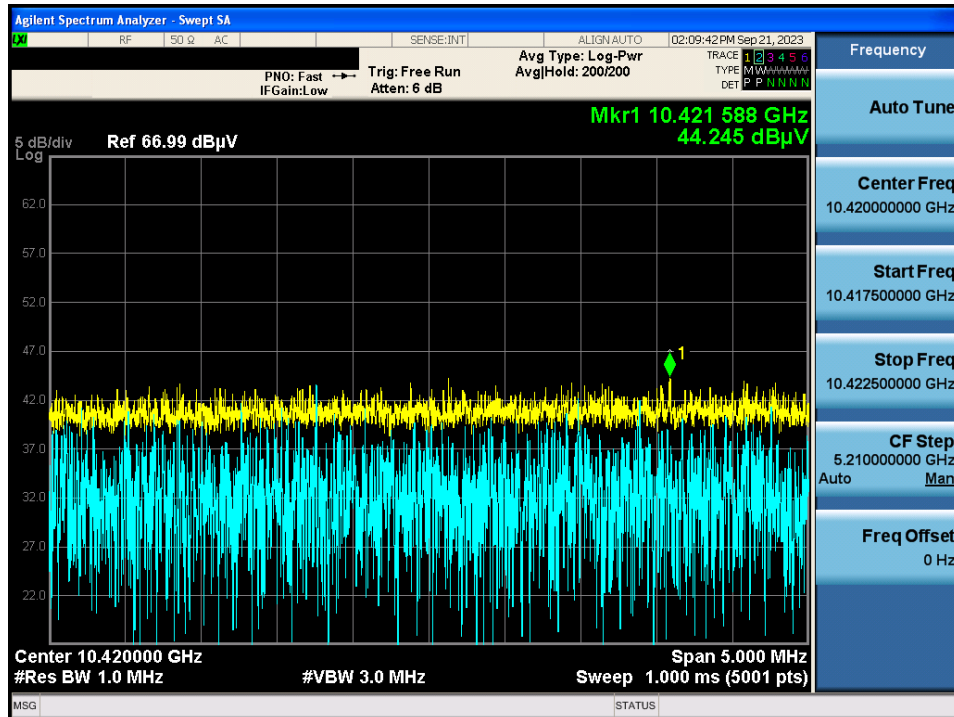 Agilent Spectrum Analyzer - Swept SA
LXI RF 50 Ω AC SENSE:INT ALIGN AUTO 02:09:42 PM Sep 21, 2023
Frequency
PNO: Fast
IFGain:Low
Trig: Free Run
Atten: 6 dB
Avg Type: Log-Pwr
Avg|Hold: 200/200
TRACE 1 2 3 4 5 6
TYPE MWWWWW
DET P P N N N N
Auto Tune
Mkr1 10.421 588 GHz
44.245 dBµV
5 dB/div Ref 66.99 dBµV
Log
62.0
57.0
52.0
47.0
42.0
37.0
32.0
27.0
22.0
1
Center 10.420000 GHz Span 5.000 MHz
#Res BW 1.0 MHz #VBW 3.0 MHz Sweep 1.000 ms (5001 pts)
Center Freq
10.420000000 GHz
Start Freq
10.417500000 GHz
Stop Freq
10.422500000 GHz
CF Step
5.210000000 GHz
Auto Man
Freq Offset
0 Hz
MSG STATUS